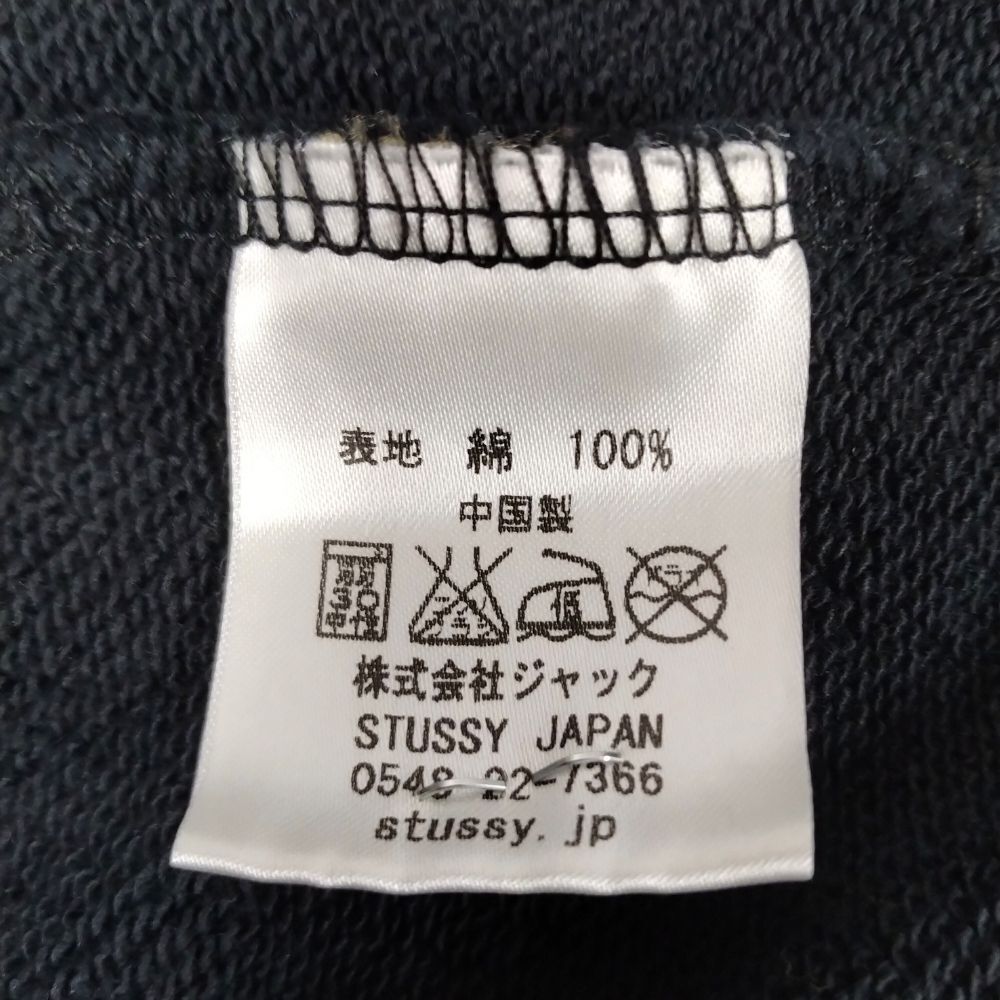 表地 綿 100%
中国製
低
株式会社ジャック
STUSSY JAPAN
0548-22-7366
stussy.jp